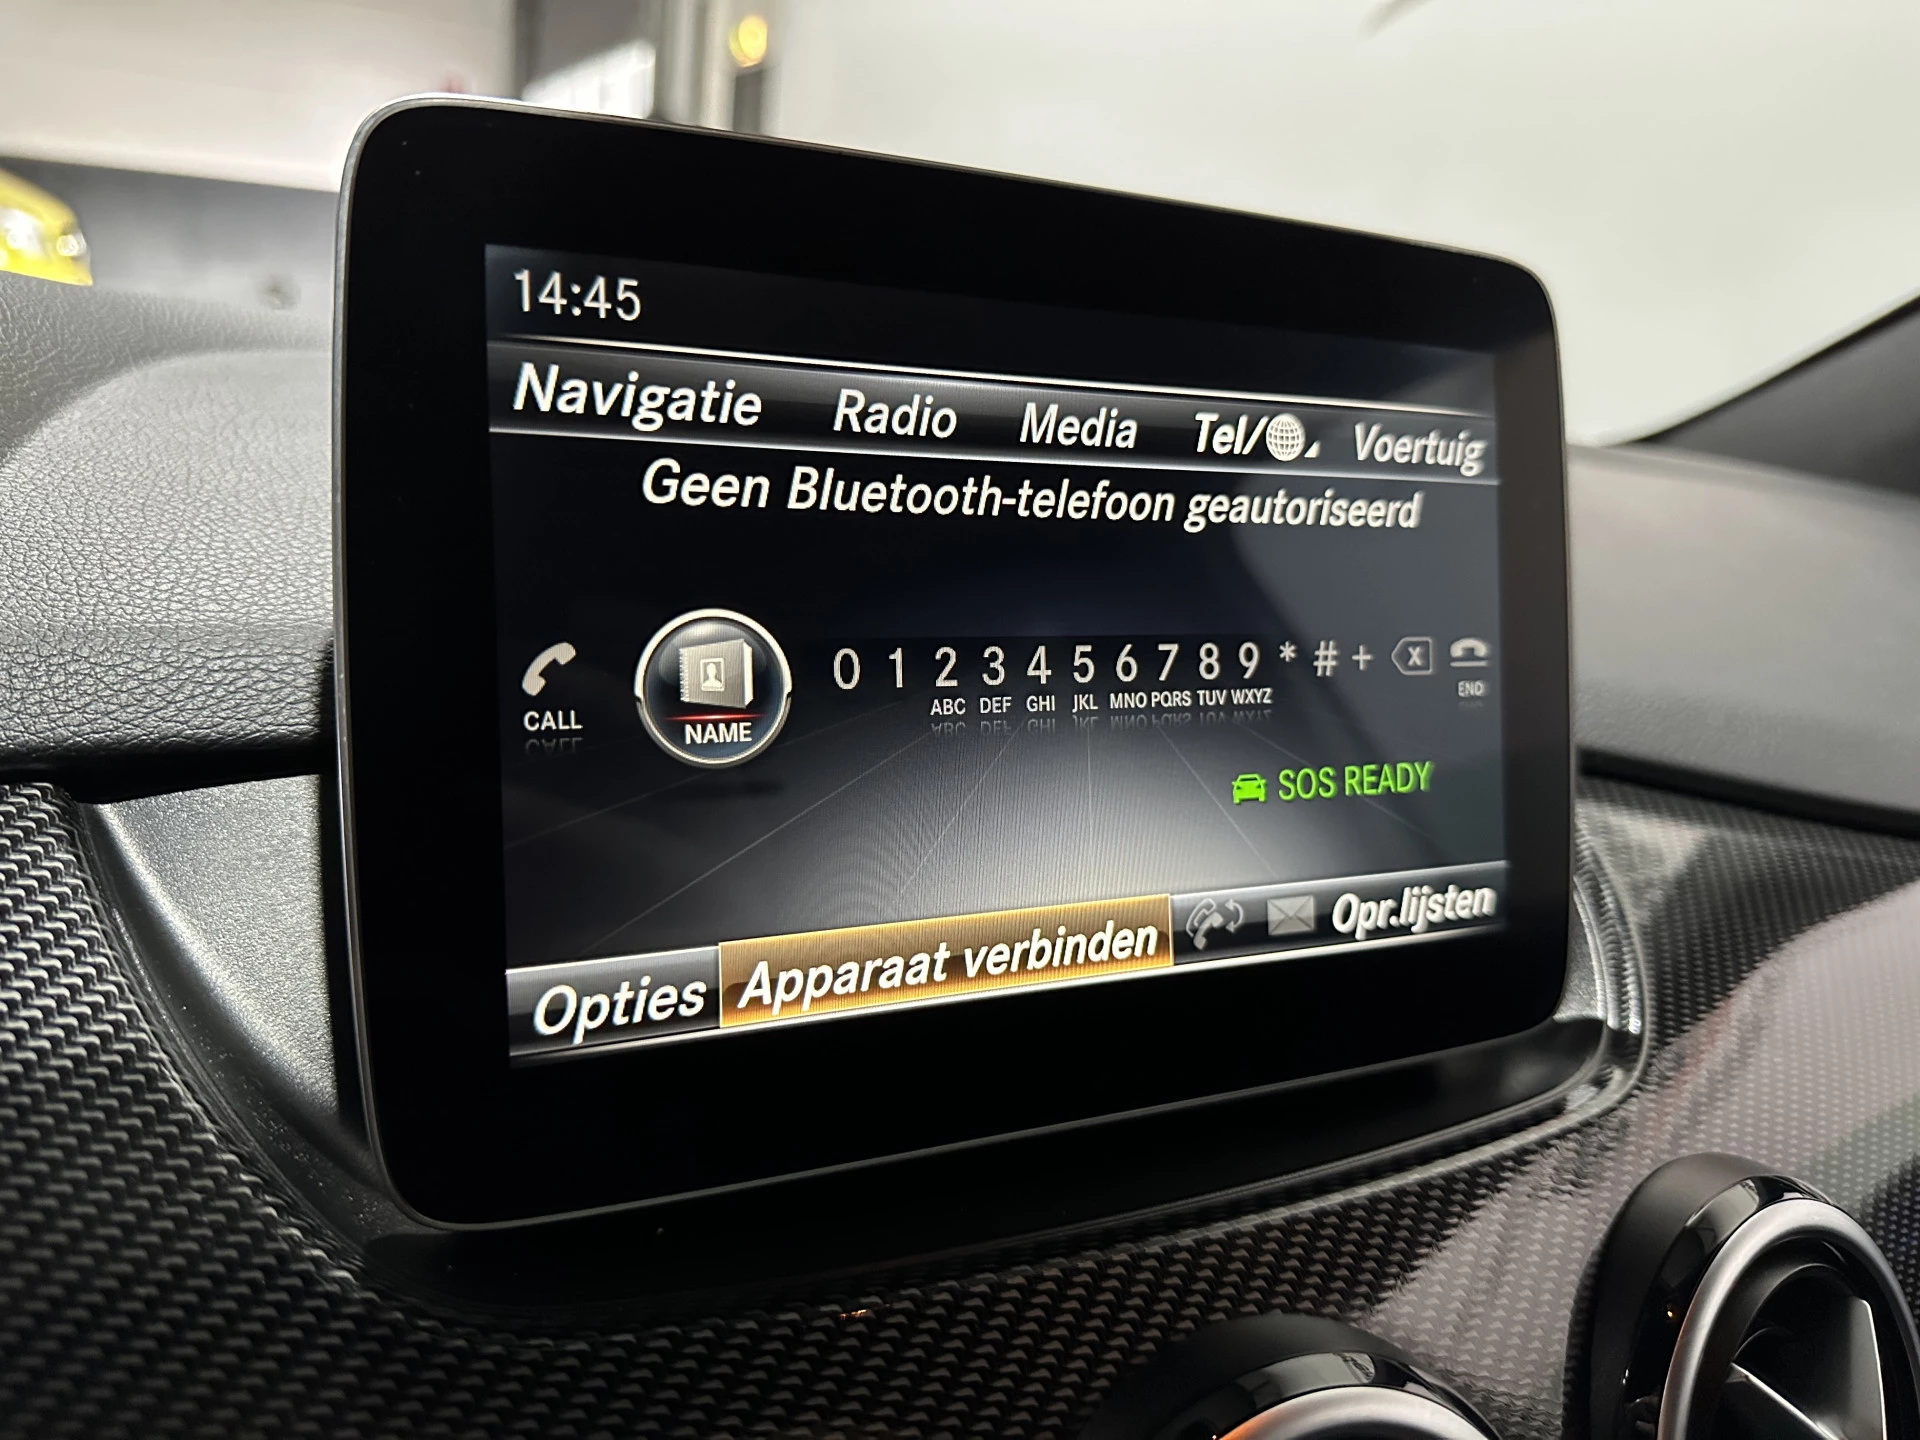 14:45
Navigatie Radio Media Tel/ Voertuig
Geen Bluetooth-telefoon geautoriseerd
0 1 2 3 4 5 6 7 8 9 * # +
ABC DEF GHI JKL MNO PQRS TUV WXYZ
CALL NAME END
SOS READY
Opties Apparaat verbinden Opr.lijsten